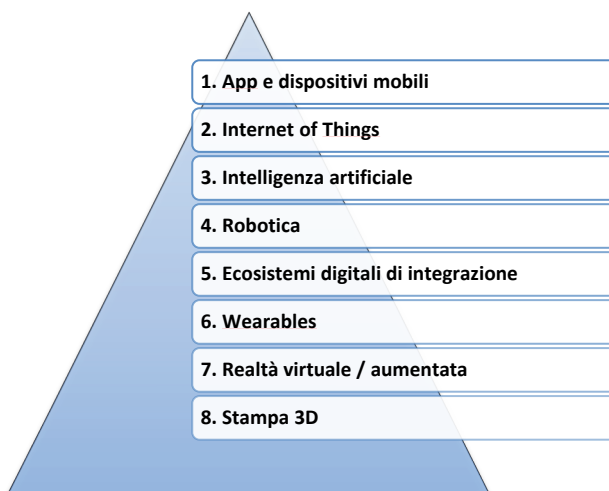 1. App e dispositivi mobili
2. Internet of Things
3. Intelligenza artificiale
4. Robotica
5. Ecosistemi digitali di integrazione
6. Wearables
7. Realtà virtuale / aumentata
8. Stampa 3D